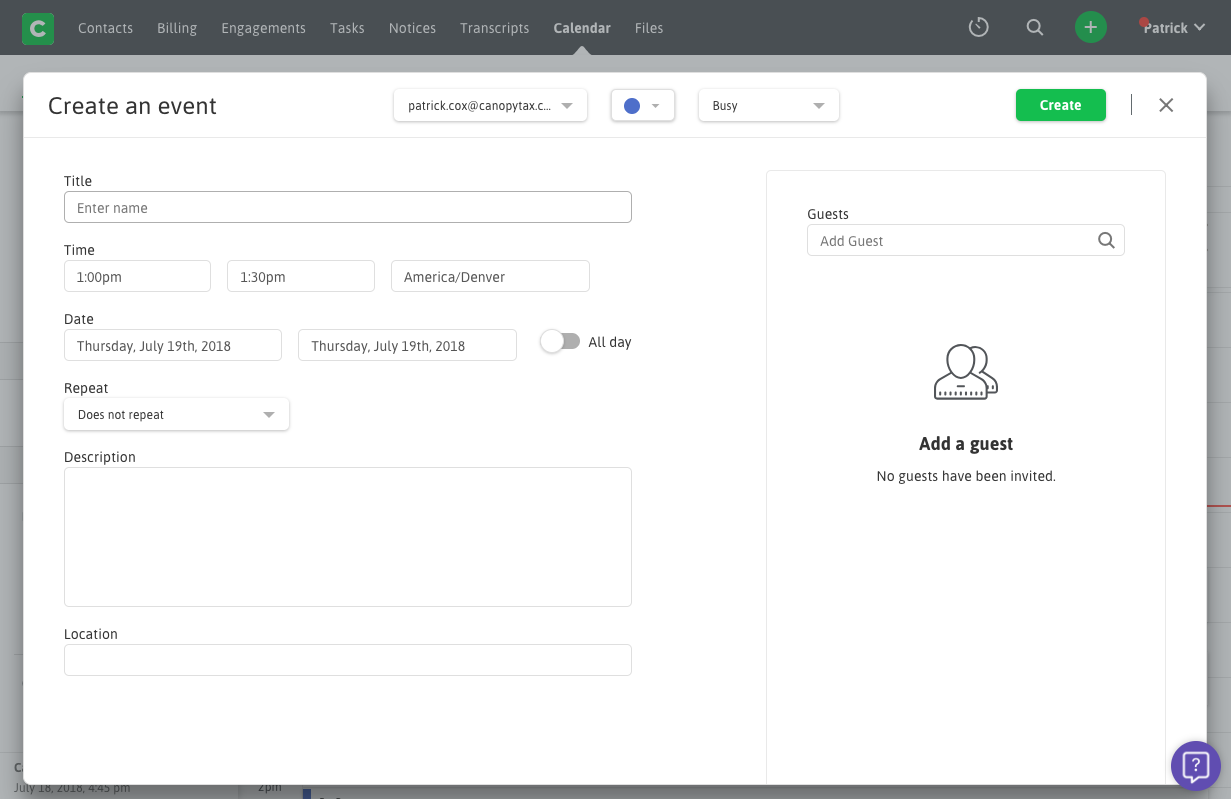 C Contacts Billing Engagements Tasks Notices Transcripts Calendar Files Patrick
Create an event patrick.cox@canopytax.c... Busy Create
Title
Enter name
Time
1:00pm 1:30pm America/Denver
Date
Thursday, July 19th, 2018 Thursday, July 19th, 2018 All day
Repeat
Does not repeat
Description
Location
Guests
Add Guest
Add a guest
No guests have been invited.
July 18, 2018, 4:45 pm 2pm